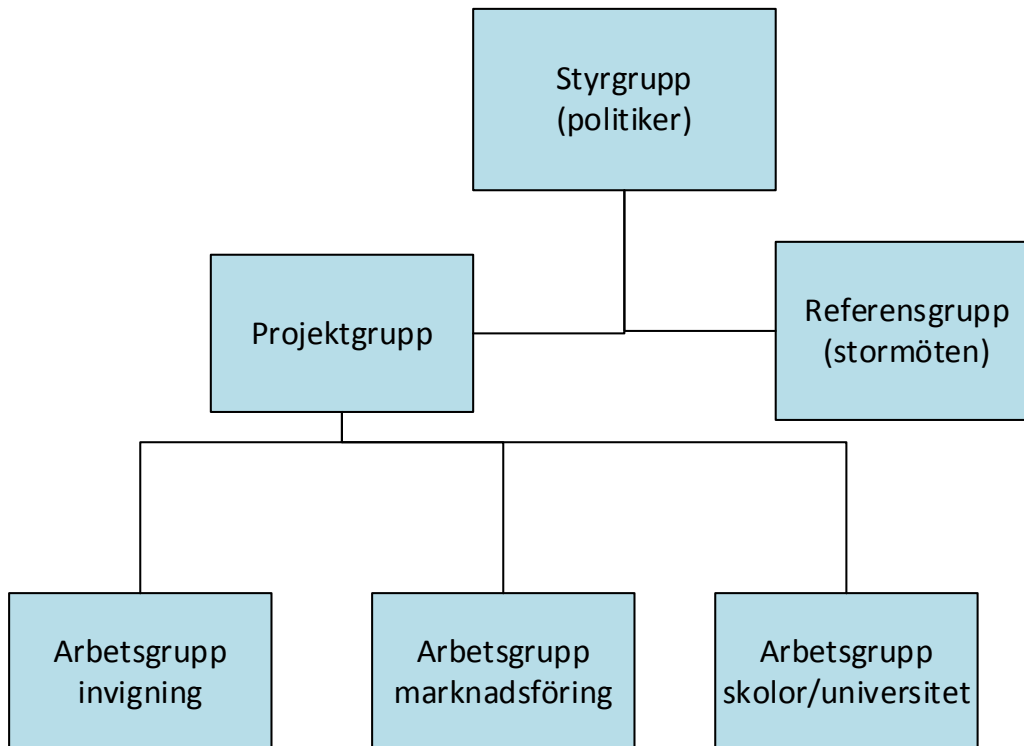 Styrgrupp
(politiker)
Projektgrupp
Referensgrupp
(stormöten)
Arbetsgrupp
invigning
Arbetsgrupp
marknadsföring
Arbetsgrupp
skolor/universitet